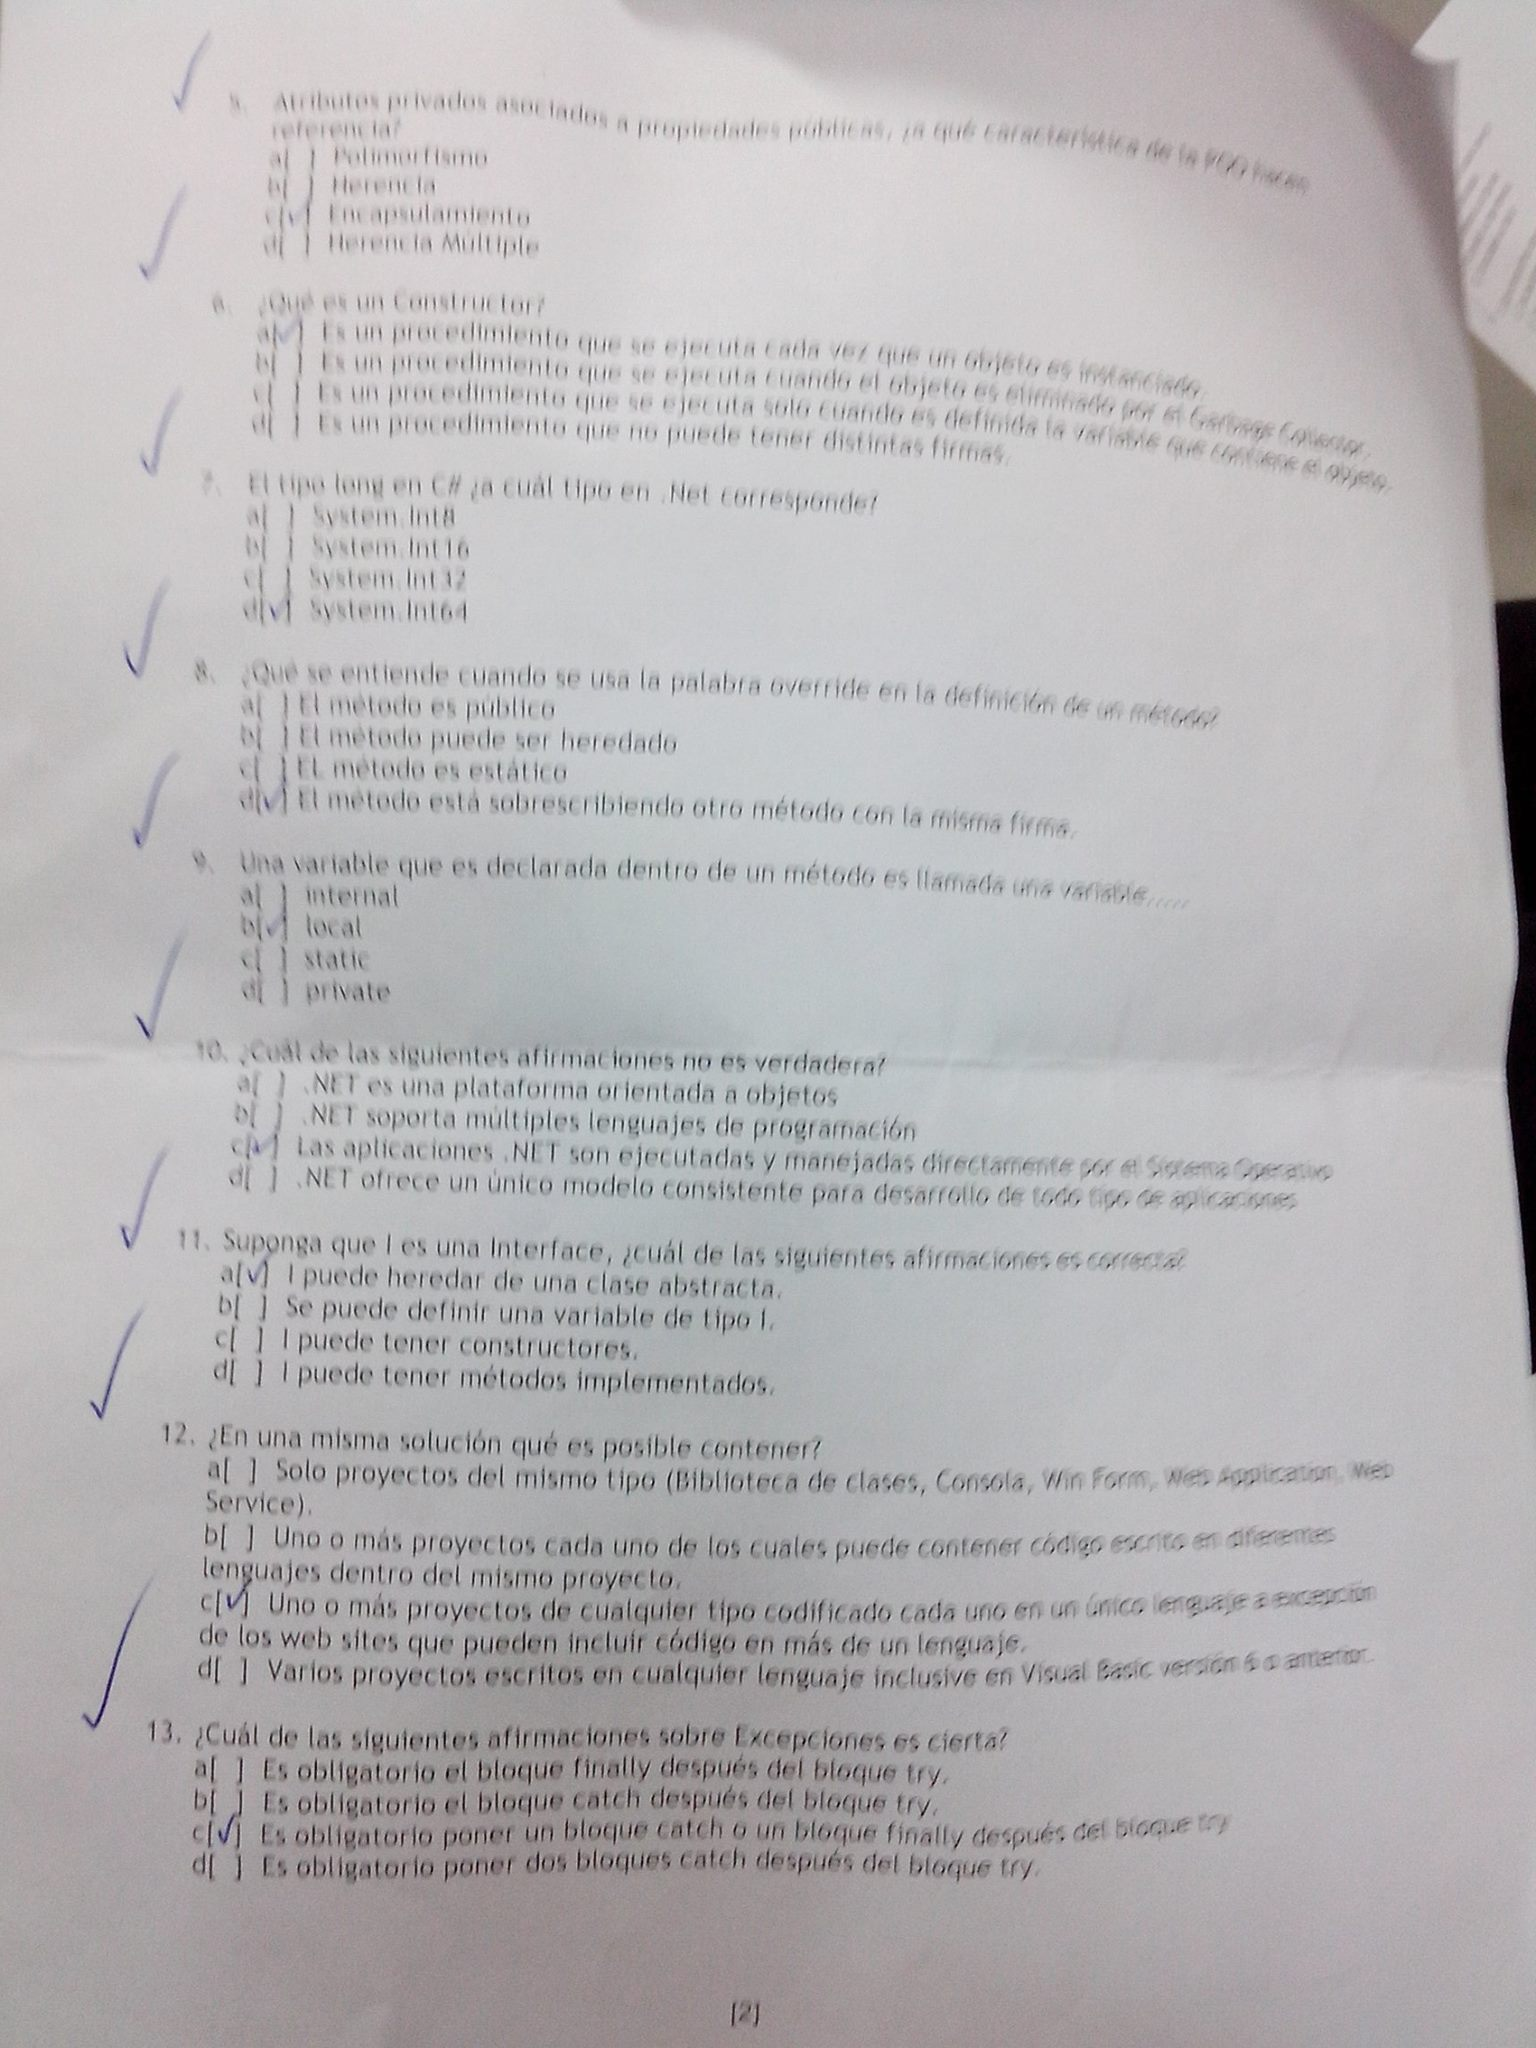 5. Atributos privados asociados a propiedades públicas, ¿a qué característica de la POO hacen
referencia?
a[ ] Polimorfismo
b[ ] Herencia
c[✓] Encapsulamiento
d[ ] Herencia Múltiple
6. ¿Qué es un Constructor?
a[✓] Es un procedimiento que se ejecuta cada vez que un objeto es instanciado.
b[ ] Es un procedimiento que se ejecuta cuando el objeto es eliminado por el Garbage Collector.
c[ ] Es un procedimiento que se ejecuta solo cuando es definida la variable que contiene el objeto.
d[ ] Es un procedimiento que no puede tener distintas firmas.
7. El tipo long en C# ¿a cuál tipo en .Net corresponde?
a[ ] System.Int8
b[ ] System.Int16
c[ ] System.Int32
d[✓] System.Int64
8. ¿Qué se entiende cuando se usa la palabra override en la definición de un método?
a[ ] El método es público
b[ ] El método puede ser heredado
c[ ] EL método es estático
d[✓] El método está sobrescribiendo otro método con la misma firma.
9. Una variable que es declarada dentro de un método es llamada una variable.....
a[ ] internal
b[✓] local
c[ ] static
d[ ] private
10. ¿Cuál de las siguientes afirmaciones no es verdadera?
a[ ] .NET es una plataforma orientada a objetos
b[ ] .NET soporta múltiples lenguajes de programación
c[✓] Las aplicaciones .NET son ejecutadas y manejadas directamente por el Sistema Operativo
d[ ] .NET ofrece un único modelo consistente para desarrollo de todo tipo de aplicaciones
11. Suponga que I es una Interface, ¿cuál de las siguientes afirmaciones es correcta?
a[✓] I puede heredar de una clase abstracta.
b[ ] Se puede definir una variable de tipo I.
c[ ] I puede tener constructores.
d[ ] I puede tener métodos implementados.
12. ¿En una misma solución qué es posible contener?
a[ ] Solo proyectos del mismo tipo (Biblioteca de clases, Consola, Win Form, Web Application, Web
Service).
b[ ] Uno o más proyectos cada uno de los cuales puede contener código escrito en diferentes
lenguajes dentro del mismo proyecto.
c[✓] Uno o más proyectos de cualquier tipo codificado cada uno en un único lenguaje a excepción
de los web sites que pueden incluir código en más de un lenguaje.
d[ ] Varios proyectos escritos en cualquier lenguaje inclusive en Visual Basic versión 6 o anterior.
13. ¿Cuál de las siguientes afirmaciones sobre Excepciones es cierta?
a[ ] Es obligatorio el bloque finally después del bloque try.
b[ ] Es obligatorio el bloque catch después del bloque try.
c[✓] Es obligatorio poner un bloque catch o un bloque finally después del bloque try
d[ ] Es obligatorio poner dos bloques catch después del bloque try.
[2]